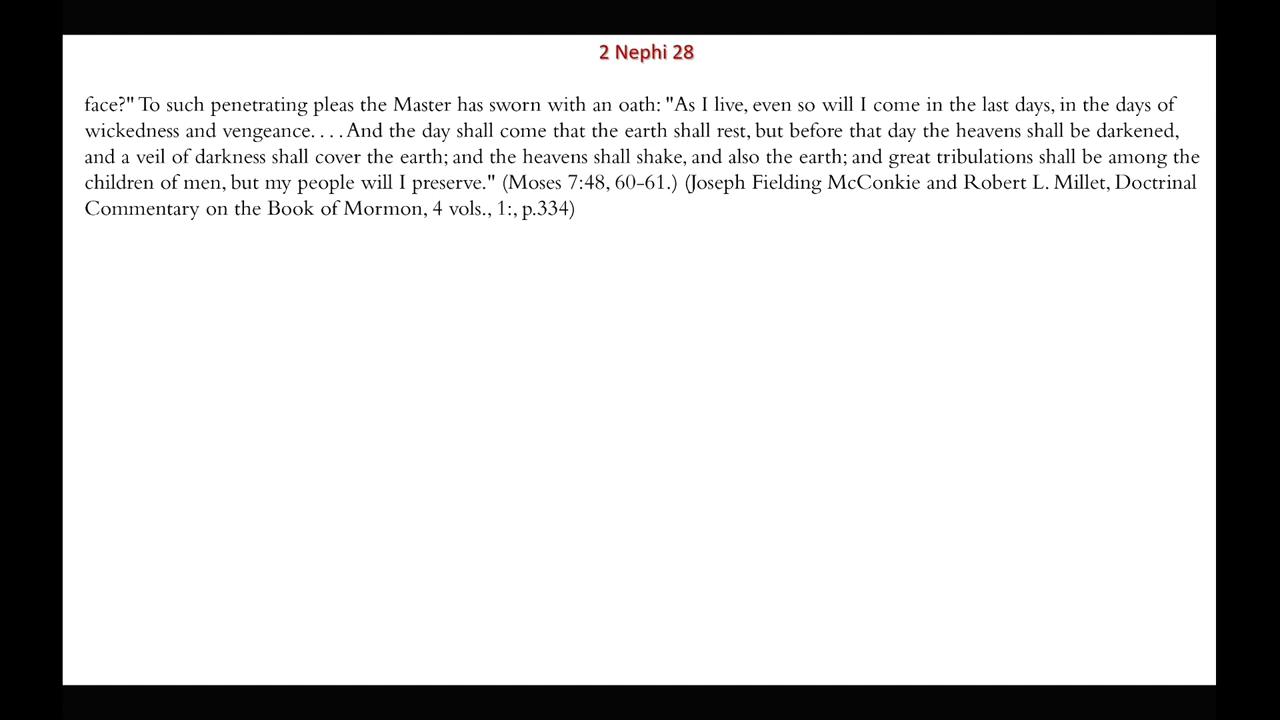 2 Nephi 28
face?" To such penetrating pleas the Master has sworn with an oath: "As I live, even so will I come in the last days, in the days of
wickedness and vengeance. . . . And the day shall come that the earth shall rest, but before that day the heavens shall be darkened,
and a veil of darkness shall cover the earth; and the heavens shall shake, and also the earth; and great tribulations shall be among the
children of men, but my people will I preserve." (Moses 7:48, 60-61.) (Joseph Fielding McConkie and Robert L. Millet, Doctrinal
Commentary on the Book of Mormon, 4 vols., 1:, p.334)